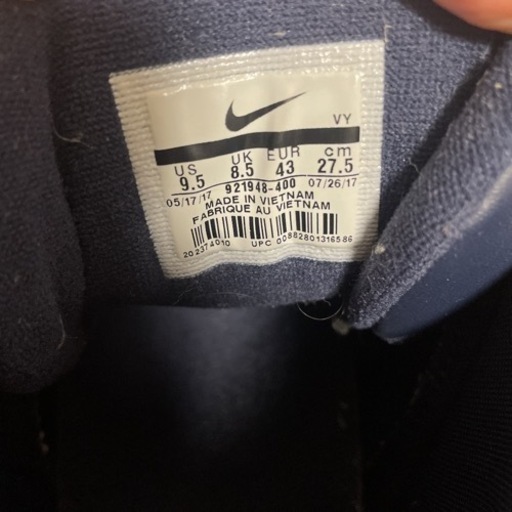 VY
US UK EUR cm
9.5 8.5 43 27.5
05/17/17 921948-400 07/26/17
MADE IN VIETNAM
FABRIQUE AU VIETNAM
202374010 UPC 00882801316586